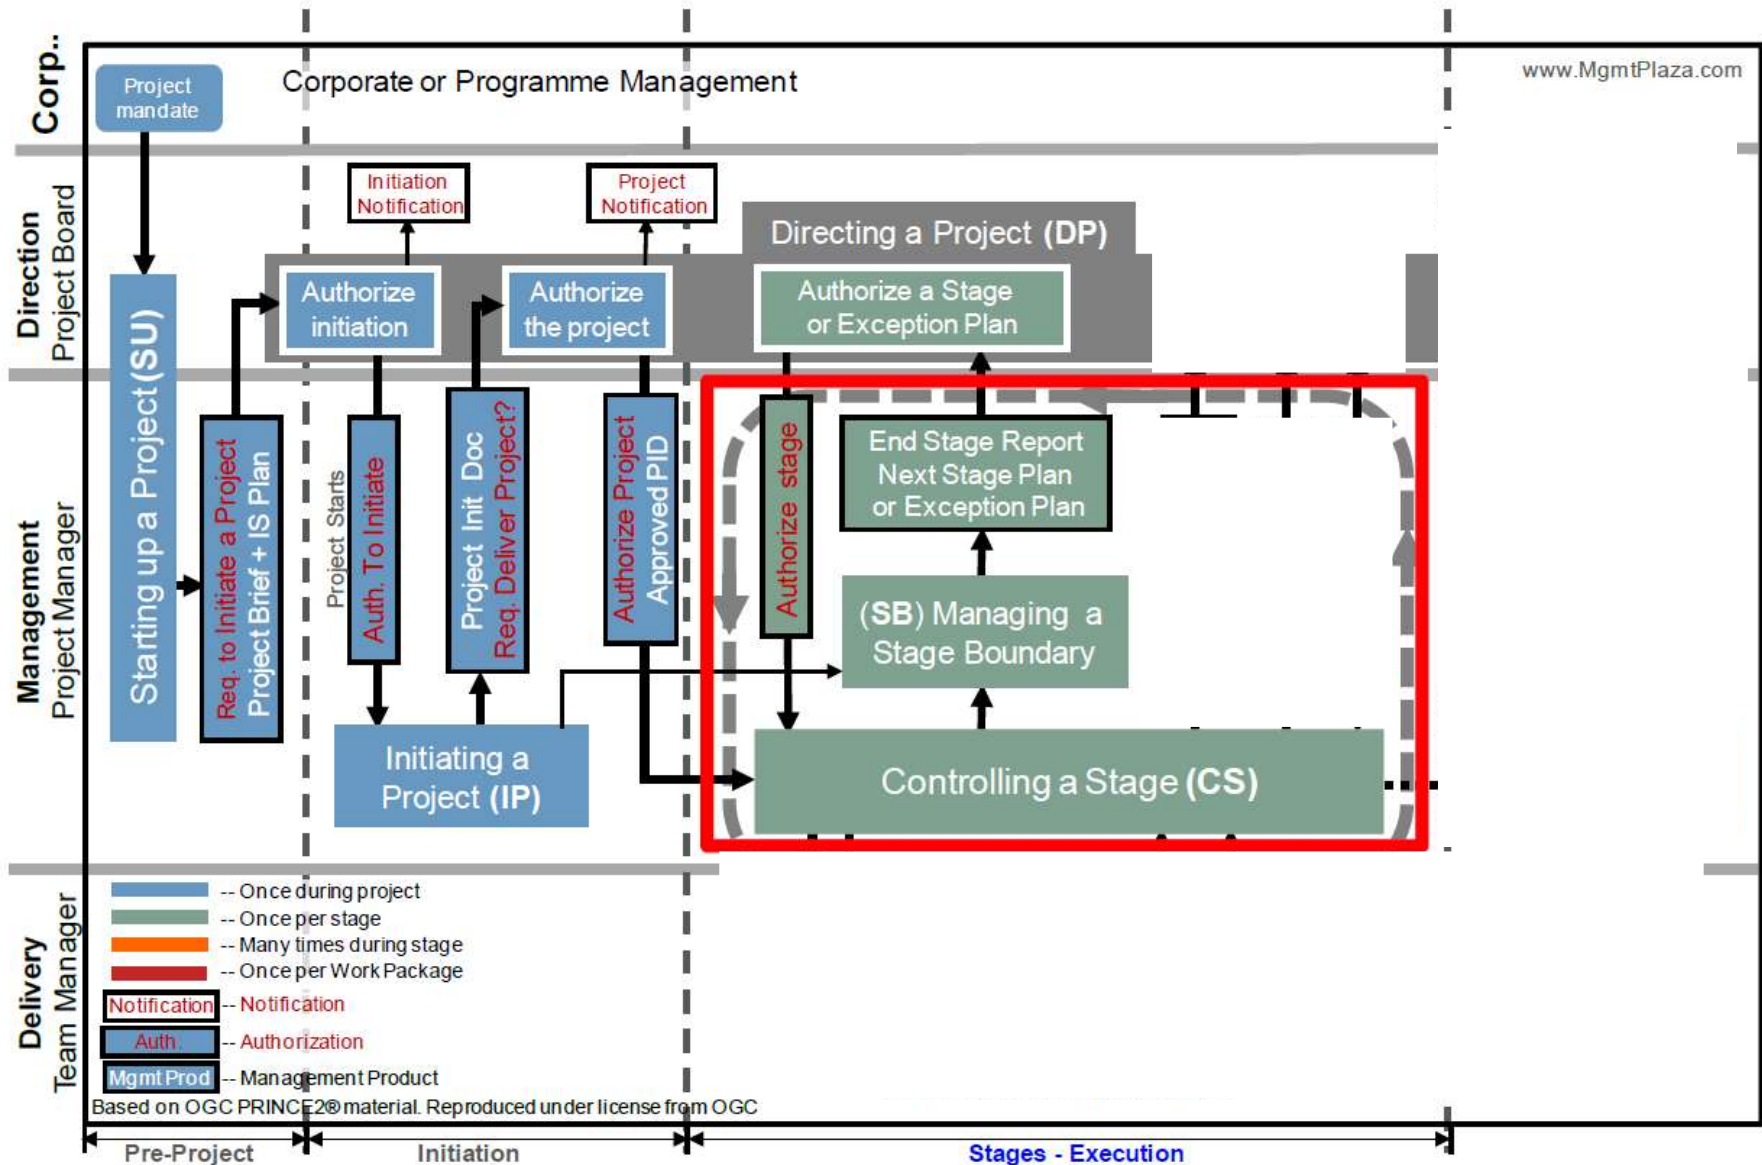 Corp..
Project
mandate
Corporate or Programme Management
www.MgmtPlaza.com
Direction
Project Board
Initiation
Notification
Project
Notification
Directing a Project (DP)
Authorize
initiation
Authorize
the project
Authorize a Stage
or Exception Plan
Management
Project Manager
Starting up a Project (SU)
Req. to Initiate a Project
Project Brief + IS Plan
Project Starts
Auth. To Initiate
Project Init Doc
Req. Deliver Project?
Authorize Project
Approved PID
Authorize stage
End Stage Report
Next Stage Plan
or Exception Plan
(SB) Managing a
Stage Boundary
Initiating a
Project (IP)
Controlling a Stage (CS)
Delivery
Team Manager
-- Once during project
-- Once per stage
-- Many times during stage
-- Once per Work Package
Notification -- Notification
Auth. -- Authorization
Mgmt Prod -- Management Product
Based on OGC PRINCE2® material. Reproduced under license from OGC
Pre-Project
Initiation
Stages - Execution